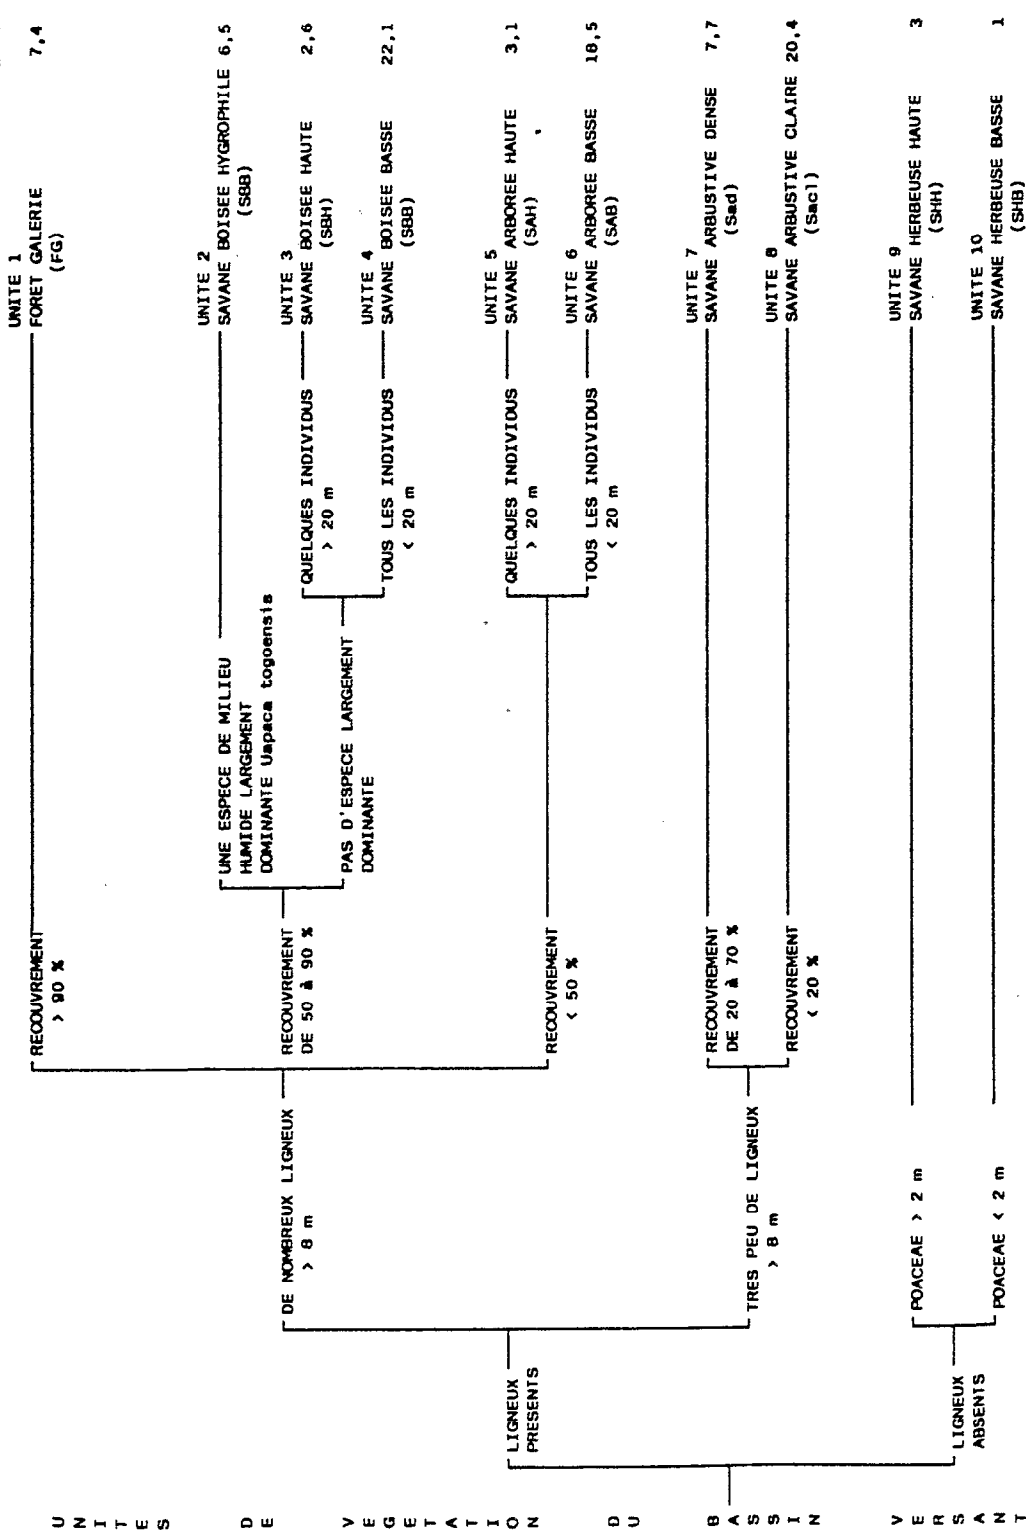 UNITES
DE
VEGETATION
DU
BASSIN
VERSANT
LIGNEUX
PRESENTS
LIGNEUX
ABSENTS
DE NOMBREUX LIGNEUX
> 8 m
TRES PEU DE LIGNEUX
> 8 m
POACEAE > 2 m
POACEAE < 2 m
RECOUVREMENT
> 90 %
RECOUVREMENT
DE 50 à 90 %
RECOUVREMENT
< 50 %
RECOUVREMENT
DE 20 à 70 %
RECOUVREMENT
< 20 %
UNE ESPECE DE MILIEU
HUMIDE LARGEMENT
DOMINANTE Uapaca togoensis
PAS D'ESPECE LARGEMENT
DOMINANTE
QUELQUES INDIVIDUS
> 20 m
TOUS LES INDIVIDUS
< 20 m
QUELQUES INDIVIDUS
> 20 m
TOUS LES INDIVIDUS
< 20 m
UNITE 1
FORET GALERIE 7,4
(FG)
UNITE 2
SAVANE BOISEE HYGROPHILE 6,5
(SBB)
UNITE 3
SAVANE BOISEE HAUTE 2,6
(SBH)
UNITE 4
SAVANE BOISEE BASSE 22,1
(SBB)
UNITE 5
SAVANE ARBOREE HAUTE 3,1
(SAH)
UNITE 6
SAVANE ARBOREE BASSE 18,5
(SAB)
UNITE 7
SAVANE ARBUSTIVE DENSE 7,7
(Sad)
UNITE 8
SAVANE ARBUSTIVE CLAIRE 20,4
(Sacl)
UNITE 9
SAVANE HERBEUSE HAUTE 3
(SHH)
UNITE 10
SAVANE HERBEUSE BASSE 1
(SHB)